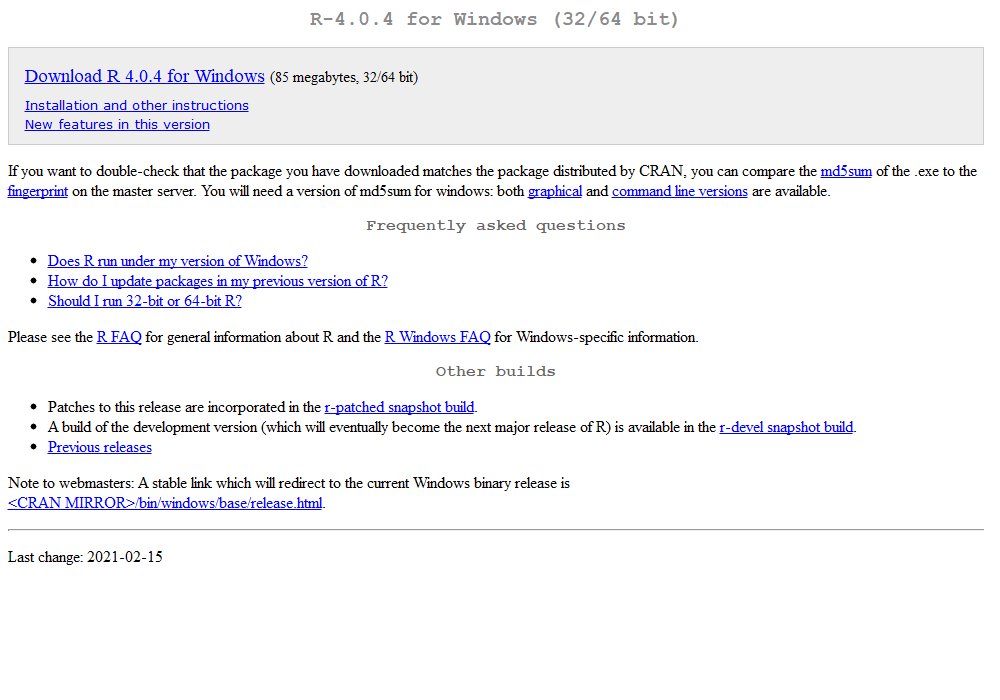 R-4.0.4 for Windows (32/64 bit)
Download R 4.0.4 for Windows (85 megabytes, 32/64 bit)
Installation and other instructions
New features in this version
If you want to double-check that the package you have downloaded matches the package distributed by CRAN, you can compare the md5sum of the .exe to the
fingerprint on the master server. You will need a version of md5sum for windows: both graphical and command line versions are available.
Frequently asked questions
• Does R run under my version of Windows?
• How do I update packages in my previous version of R?
• Should I run 32-bit or 64-bit R?
Please see the R FAQ for general information about R and the R Windows FAQ for Windows-specific information.
Other builds
• Patches to this release are incorporated in the r-patched snapshot build.
• A build of the development version (which will eventually become the next major release of R) is available in the r-devel snapshot build.
• Previous releases
Note to webmasters: A stable link which will redirect to the current Windows binary release is
<CRAN MIRROR>/bin/windows/base/release.html.
Last change: 2021-02-15